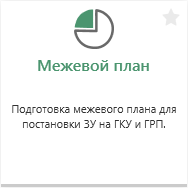 Межевой план
Подготовка межевого плана для
постановки ЗУ на ГКУ и ГРП.